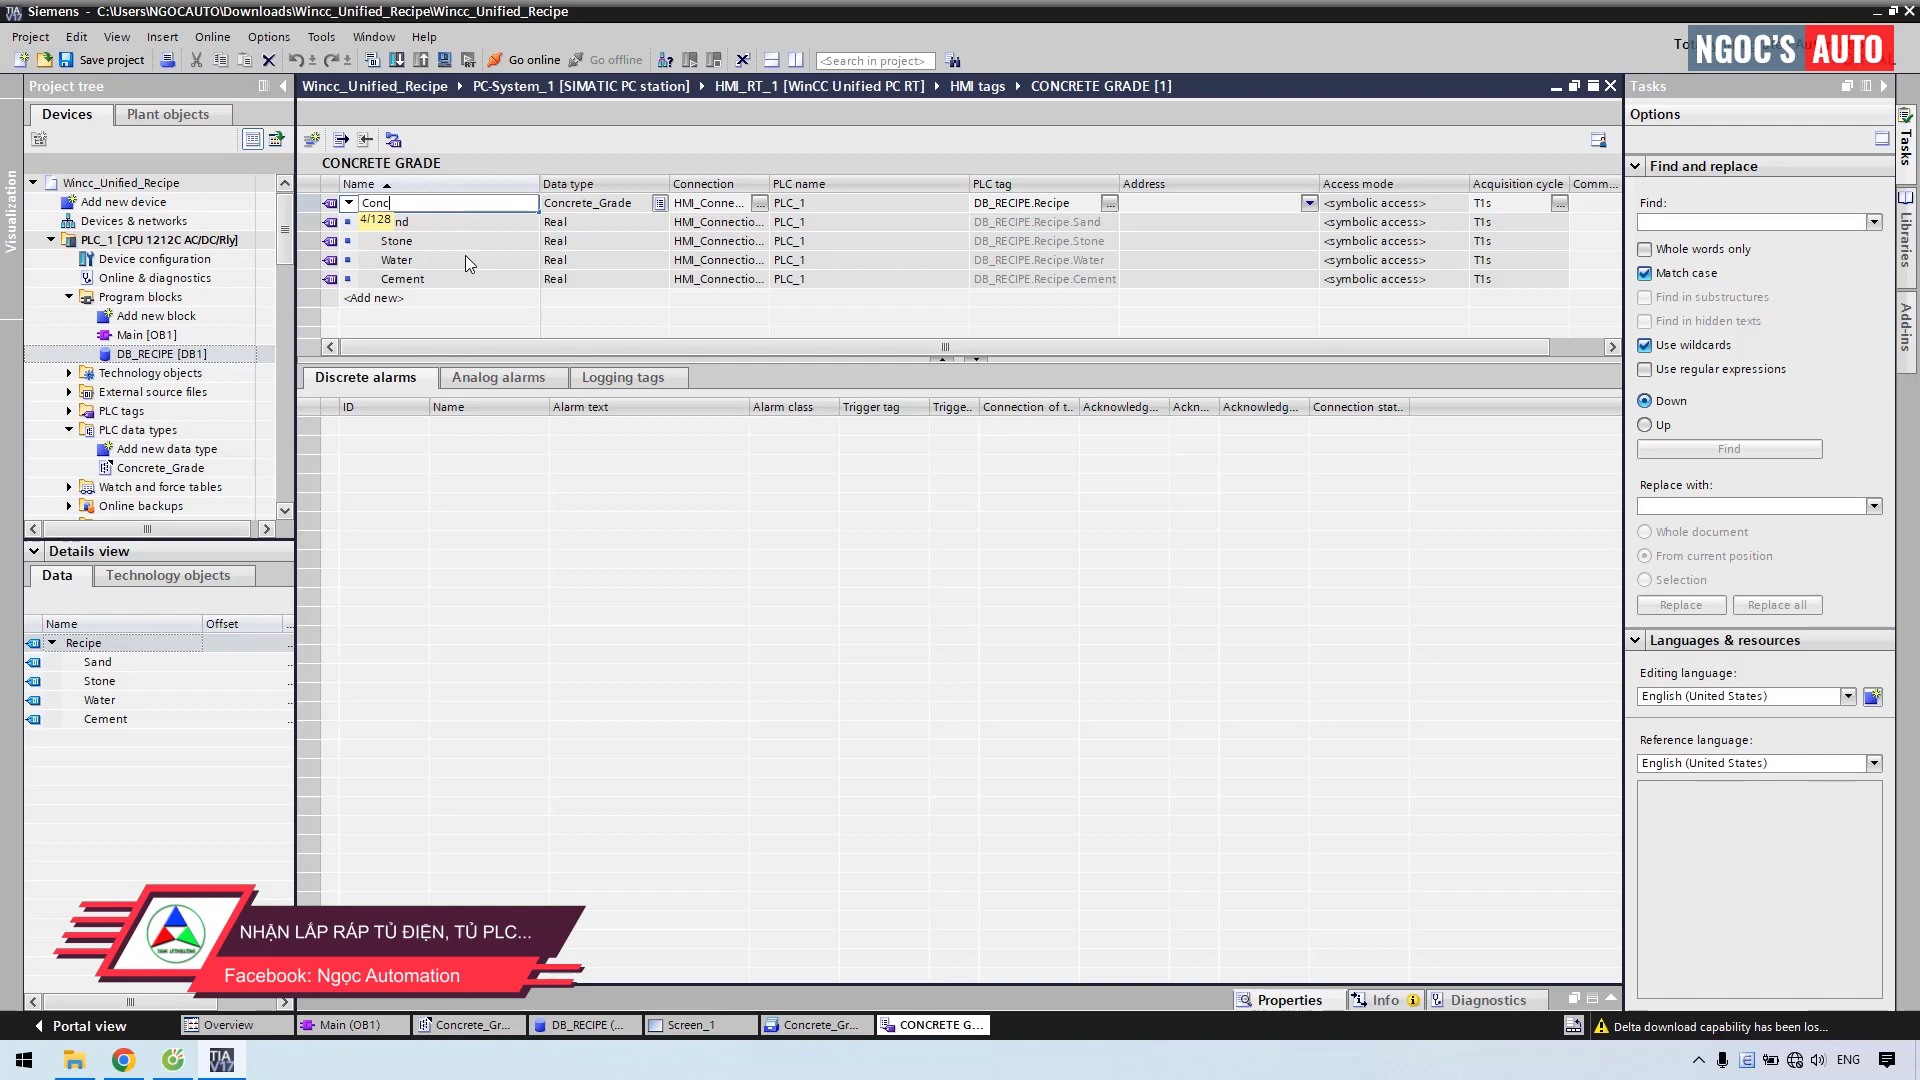 Siemens - C:\Users\NGOCAUTO\Downloads\Wincc_Unified_Recipe\Wincc_Unified_Recipe
Project Edit View Insert Online Options Tools Window Help
NGOC'S AUTO
Save project
Go online
Go offline
<Search in project>
Project tree
Wincc_Unified_Recipe PC-System_1 [SIMATIC PC station] HMI_RT_1 [WinCC Unified PC RT] HMI tags CONCRETE GRADE [1]
Tasks
Devices
Plant objects
Options
CONCRETE GRADE
Name Data type Connection PLC name PLC tag Address Access mode Acquisition cycle Comm...
Conc Concrete_Grade HMI_Conne... PLC_1 DB_RECIPE.Recipe <symbolic access> T1s
4/128
nd Real HMI_Connectio... PLC_1 DB_RECIPE.Recipe.Sand <symbolic access> T1s
Stone Real HMI_Connectio... PLC_1 DB_RECIPE.Recipe.Stone <symbolic access> T1s
Water Real HMI_Connectio... PLC_1 DB_RECIPE.Recipe.Water <symbolic access> T1s
Cement Real HMI_Connectio... PLC_1 DB_RECIPE.Recipe.Cement <symbolic access> T1s
<Add new>
Visualization
Wincc_Unified_Recipe
Add new device
Devices & networks
PLC_1 [CPU 1212C AC/DC/Rly]
Device configuration
Online & diagnostics
Program blocks
Add new block
Main [OB1]
DB_RECIPE [DB1]
Technology objects
External source files
PLC tags
PLC data types
Add new data type
Concrete_Grade
Watch and force tables
Online backups
Discrete alarms
Analog alarms
Logging tags
ID Name Alarm text Alarm class Trigger tag Trigge.. Connection of t.. Acknowledg... Ackn... Acknowledg... Connection stat..
Details view
Data
Technology objects
Name Offset ...
Recipe ..
Sand ..
Stone ..
Water ..
Cement ..
Find and replace
Find:
Whole words only
Match case
Find in substructures
Find in hidden texts
Use wildcards
Use regular expressions
Down
Up
Find
Replace with:
Whole document
From current position
Selection
Replace
Replace all
Languages & resources
Editing language:
English (United States)
Reference language:
English (United States)
Tasks
Libraries
Add-ins
NHẬN LẮP RÁP TỦ ĐIỆN, TỦ PLC...
Facebook: Ngọc Automation
Properties
Info
Diagnostics
Portal view
Overview
Main (OB1)
Concrete_Gr...
DB_RECIPE (...
Screen_1
Concrete_Gr...
CONCRETE G...
Delta download capability has been los...
TIA V17
ENG